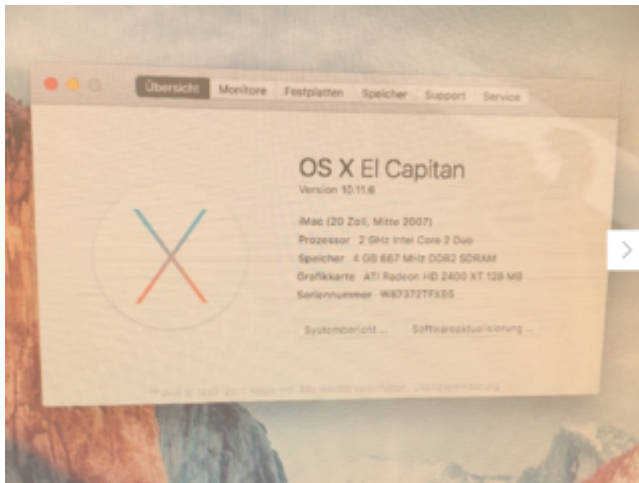 Übersicht Monitore Festplatten Speicher Support Service
OS X El Capitan
Version 10.11.6
iMac (20 Zoll, Mitte 2007)
Prozessor 2 GHz Intel Core 2 Duo
Speicher 4 GB 667 MHz DDR2 SDRAM
Grafikkarte ATI Radeon HD 2400 XT 128 MB
Seriennummer
Systembericht ... Softwareaktualisierung ...